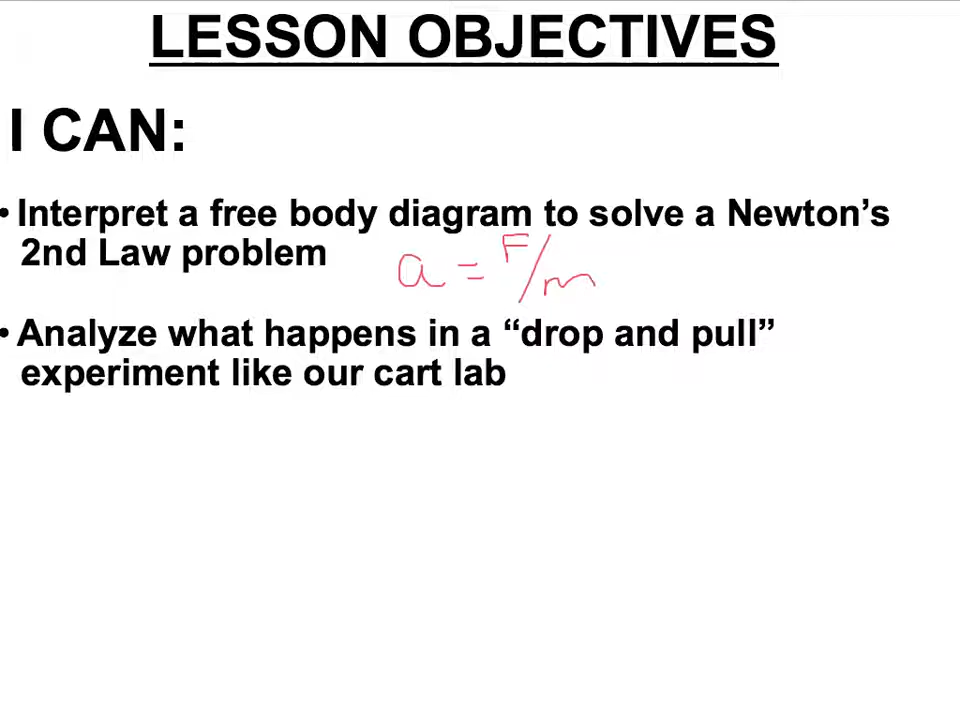 LESSON OBJECTIVES
I CAN:
• Interpret a free body diagram to solve a Newton’s
2nd Law problem
a = F/m
• Analyze what happens in a “drop and pull”
experiment like our cart lab